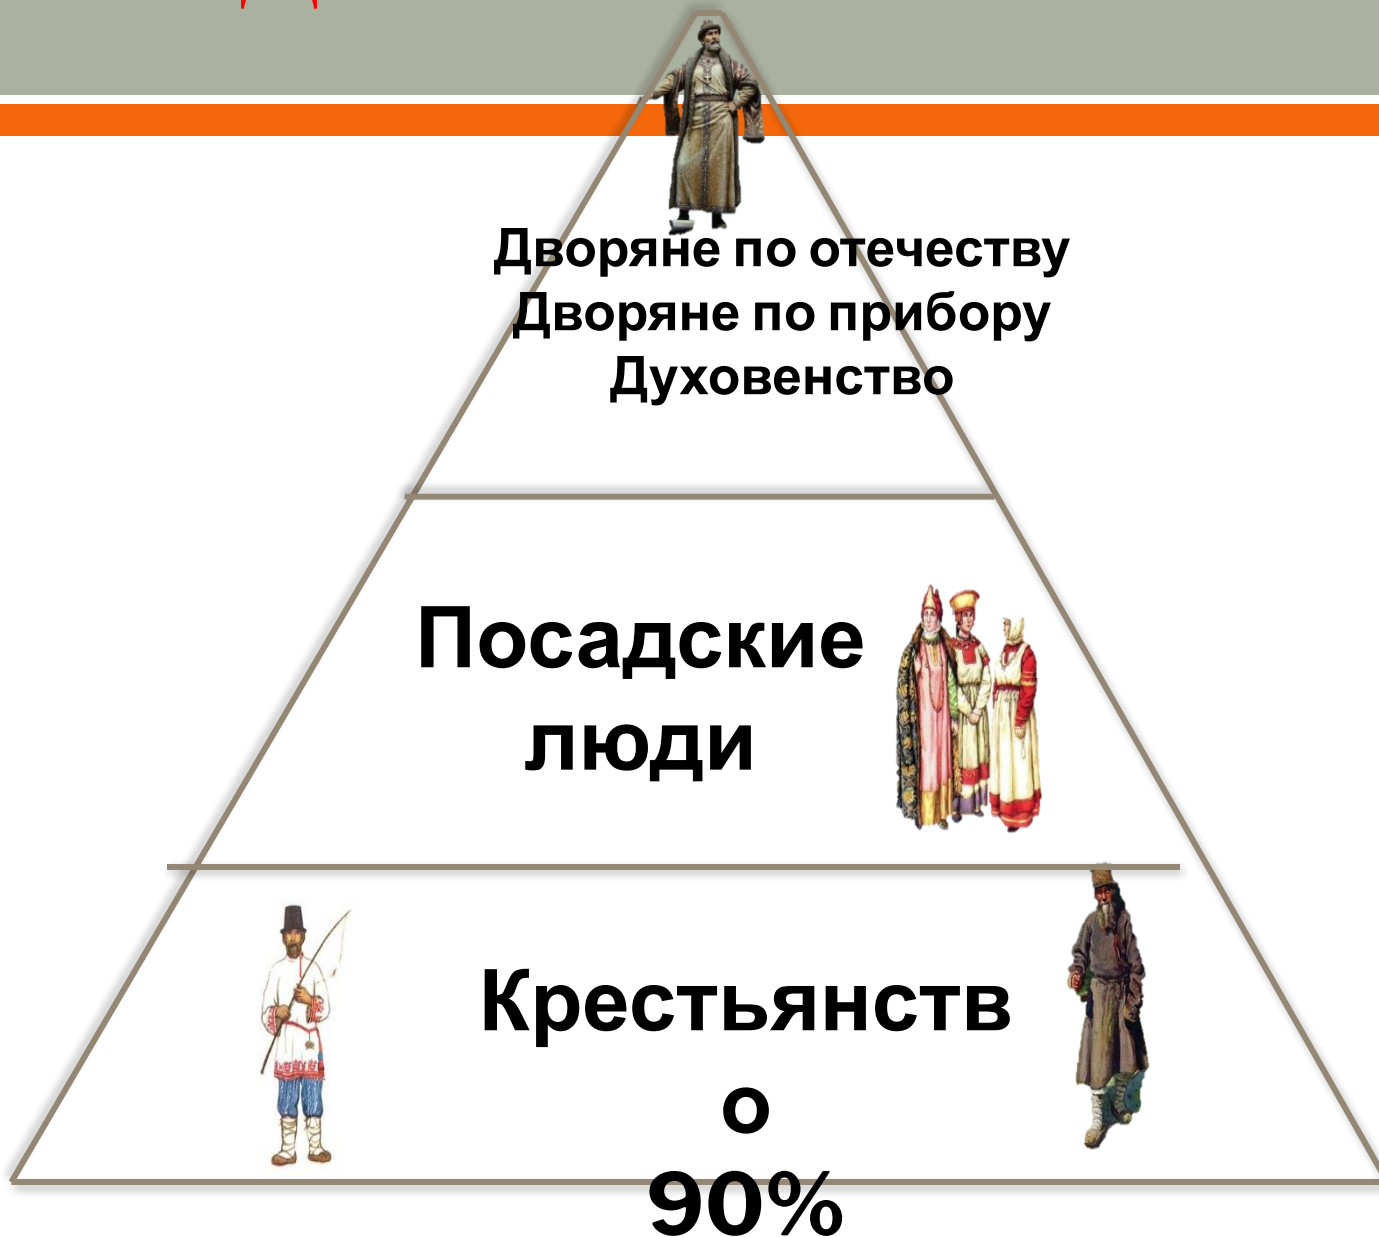 Дворяне по отечеству
Дворяне по прибору
Духовенство
Посадские
люди
Крестьянств
о
90%